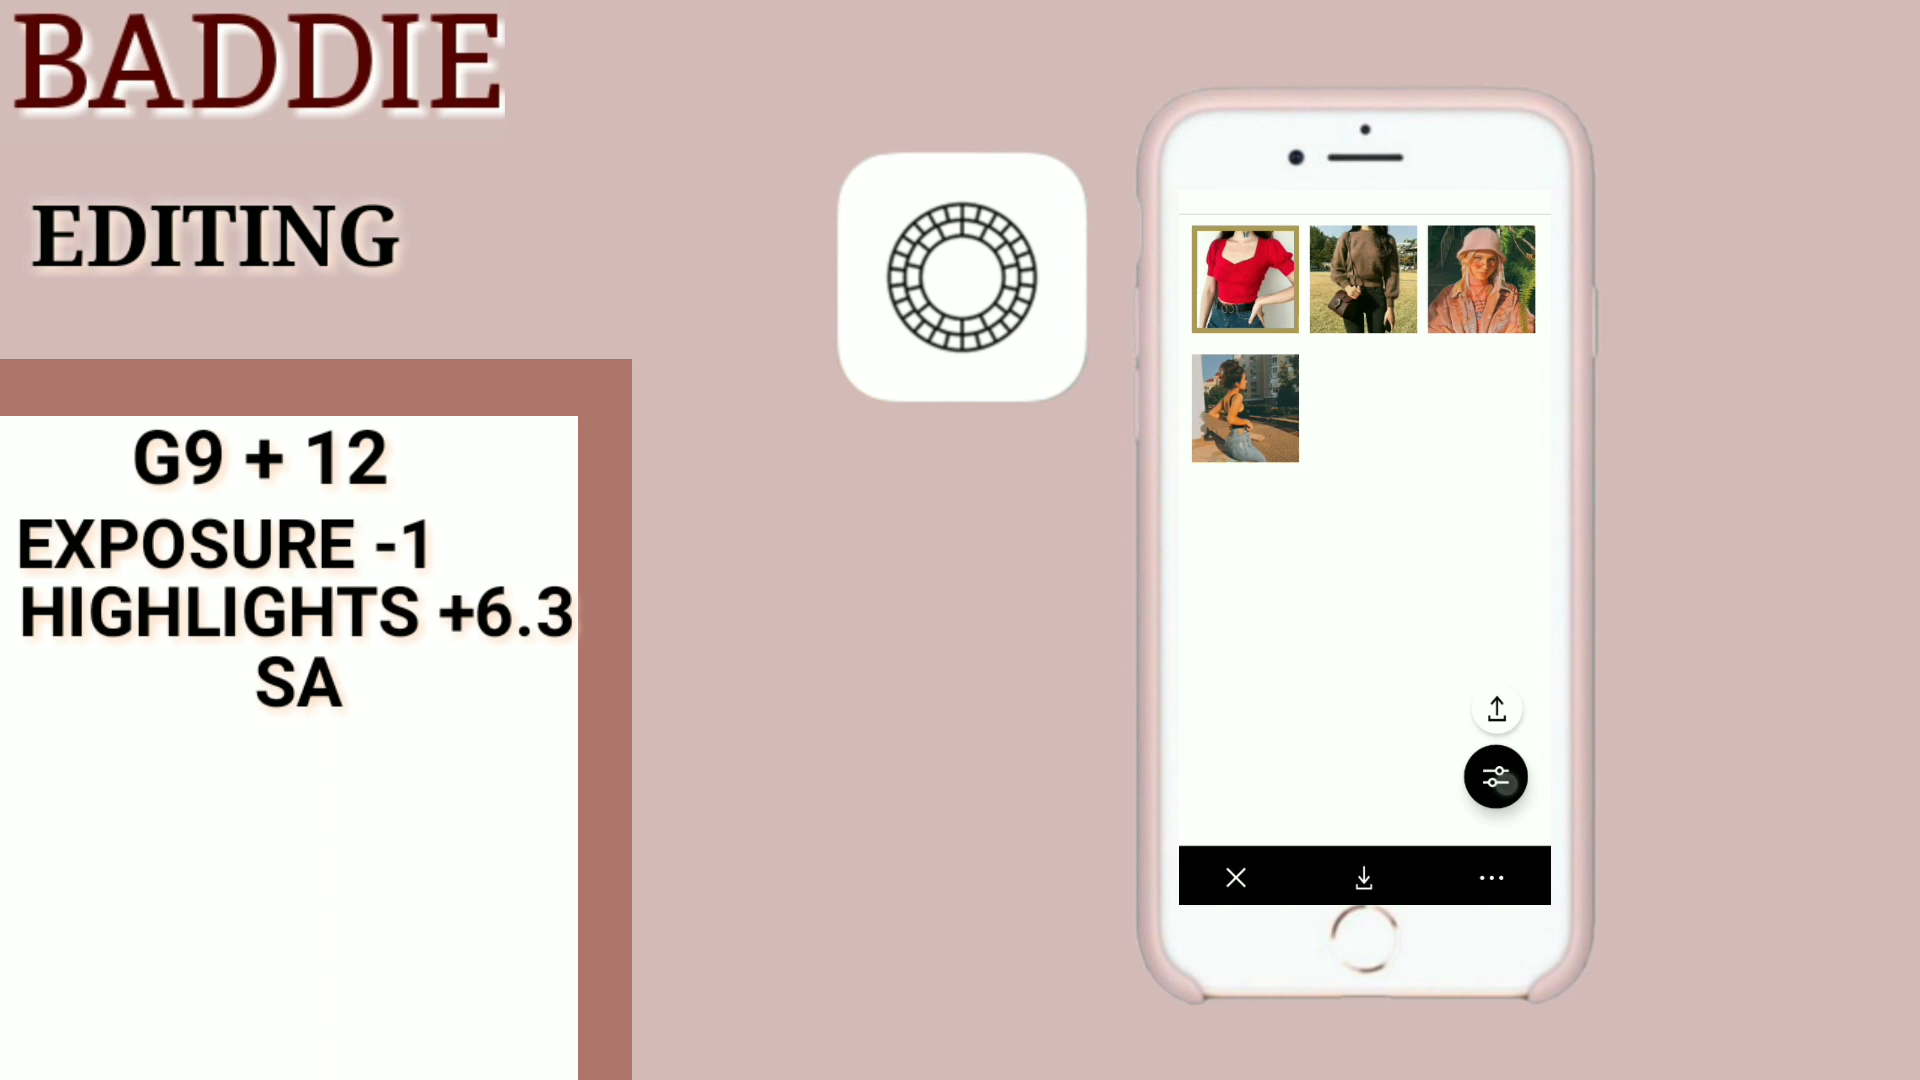 BADDIE
EDITING
G9 + 12
EXPOSURE -1
HIGHLIGHTS +6.3
SA